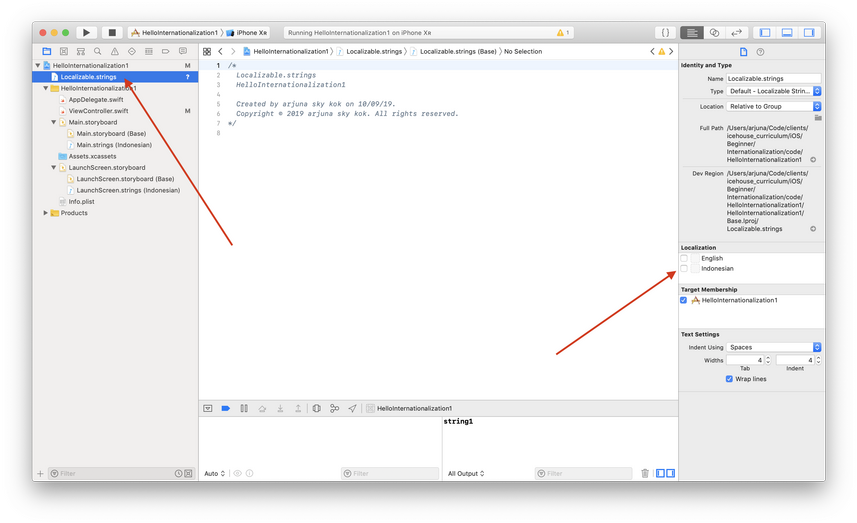 HelloInternationalization1 › iPhone Xʀ
Running HelloInternationalization1 on iPhone Xʀ
1
HelloInternationalization1 M
Localizable.strings ?
HelloInternationalization1
AppDelegate.swift
ViewController.swift M
Main.storyboard
Main.storyboard (Base)
Main.strings (Indonesian)
Assets.xcassets
LaunchScreen.storyboard
LaunchScreen.storyboard (Base)
LaunchScreen.strings (Indonesian)
Info.plist
Products
Filter
HelloInternationalization1 › Localizable.strings › Localizable.strings (Base) › No Selection
1 /*
2 Localizable.strings
3 HelloInternationalization1
4
5 Created by arjuna sky kok on 10/09/19.
6 Copyright © 2019 arjuna sky kok. All rights reserved.
7 */
8
HelloInternationalization1
string1
Auto
Filter
All Output
Filter
Identity and Type
Name Localizable.strings
Type Default - Localizable Strin...
Location Relative to Group
Full Path /Users/arjuna/Code/clients/
icehouse_curriculum/iOS/
Beginner/
Internationalization/code/
HelloInternationalization1
Dev Region /Users/arjuna/Code/clients/
icehouse_curriculum/iOS/
Beginner/
Internationalization/code/
HelloInternationalization1/
HelloInternationalization1/
Base.lproj/
Localizable.strings
Localization
English
Indonesian
Target Membership
HelloInternationalization1
Text Settings
Indent Using Spaces
Widths 4 4
Tab Indent
Wrap lines